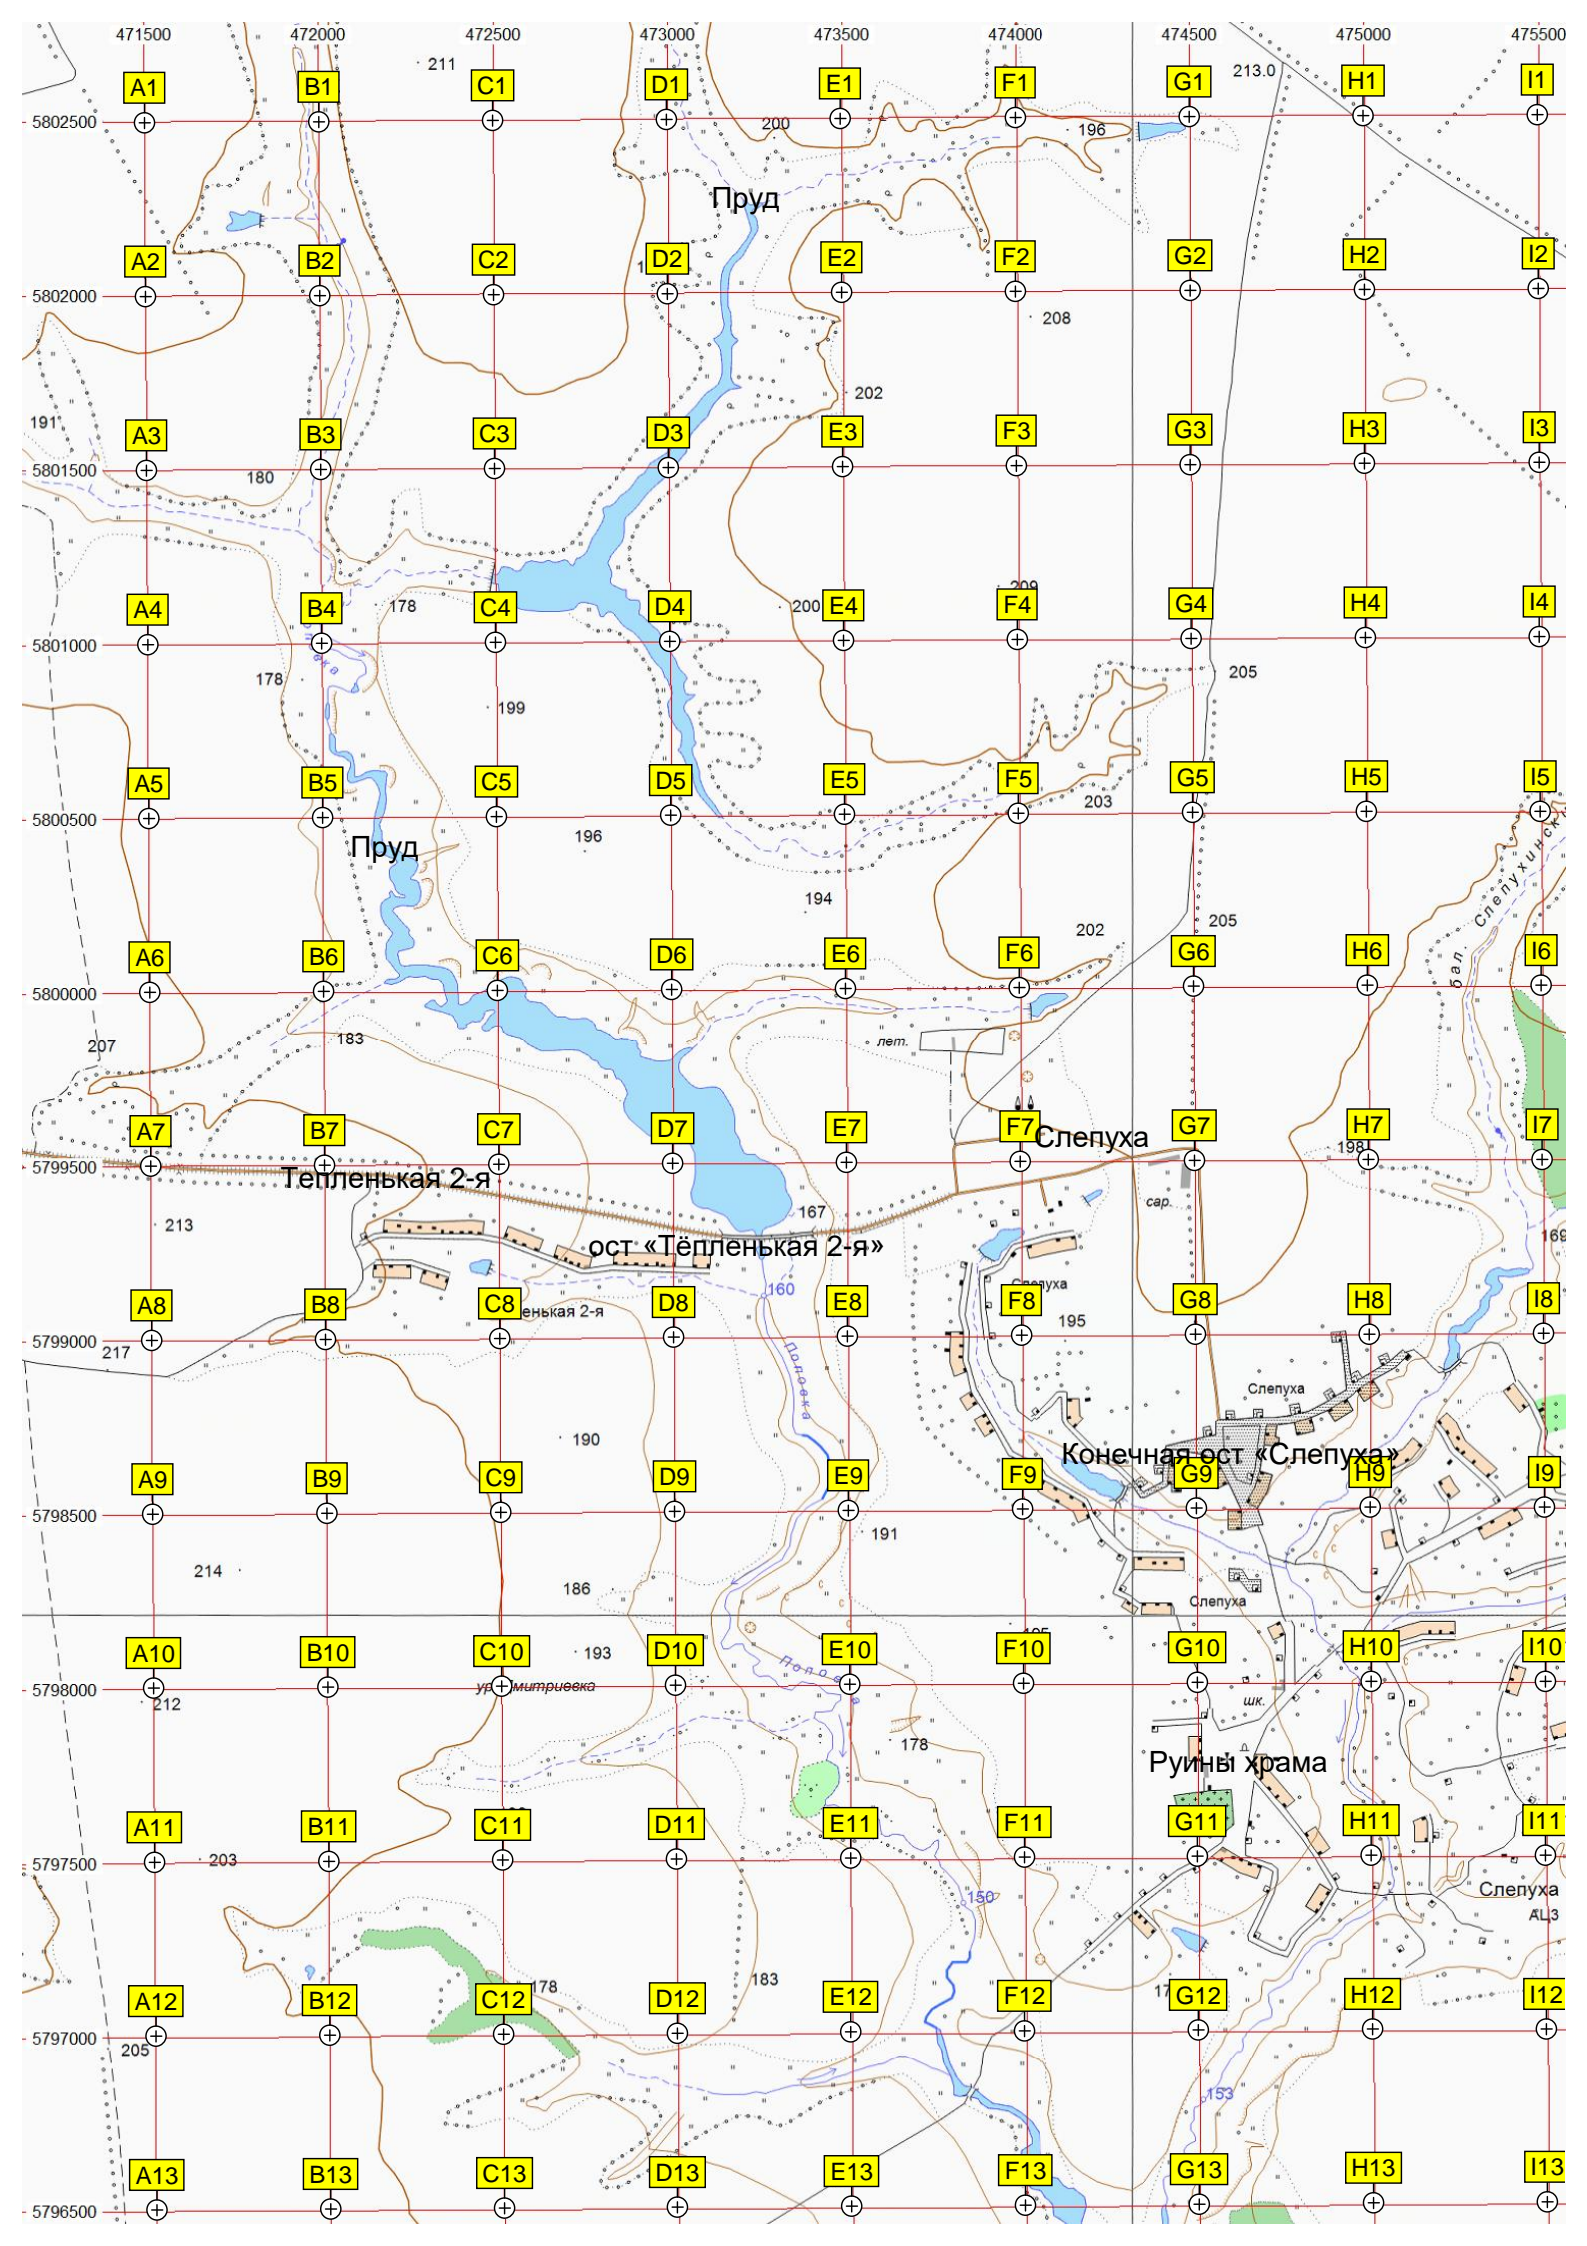 471500 472000 472500 473000 473500 474000 474500 475000 475500
211 213.0
A1 B1 C1 D1 E1 F1 G1 H1 I1
5802500
200 196
Пруд
A2 B2 C2 D2 E2 F2 G2 H2 I2
5802000
208
202
191
A3 B3 C3 D3 E3 F3 G3 H3 I3
5801500
180
209
178 200
A4 B4 C4 D4 E4 F4 G4 H4 I4
5801000
178 205
199
A5 B5 C5 D5 E5 F5 G5 H5 I5
203
5800500
196
Пруд
194
бал. Слепухинск
202 205
A6 B6 C6 D6 E6 F6 G6 H6 I6
5800000
183 лет.
207
A7 B7 C7 D7 E7 F7 G7 H7 I7
Слепуха
198
5799500
Тепленькая 2-я
213 167 сар.
169
ост «Тёпленькая 2-я»
160
Слепуха
A8 B8 C8 D8 E8 F8 G8 H8 I8
енькая 2-я
195
5799000
217
Поповка
Слепуха
190
Конечная ост «Слепуха»
A9 B9 C9 D9 E9 F9 G9 H9 I9
5798500
191
214
186
Слепуха
193
A10 B10 C10 D10 E10 F10 G10 H10 I10
5798000
212
шк.
178
Руины храма
A11 B11 C11 D11 E11 F11 G11 H11 I11
5797500
203
Слепуха
150
АЦЗ
178 183
A12 B12 C12 D12 E12 F12 G12 H12 I12
5797000
205
153
A13 B13 C13 D13 E13 F13 G13 H13 I13
5796500